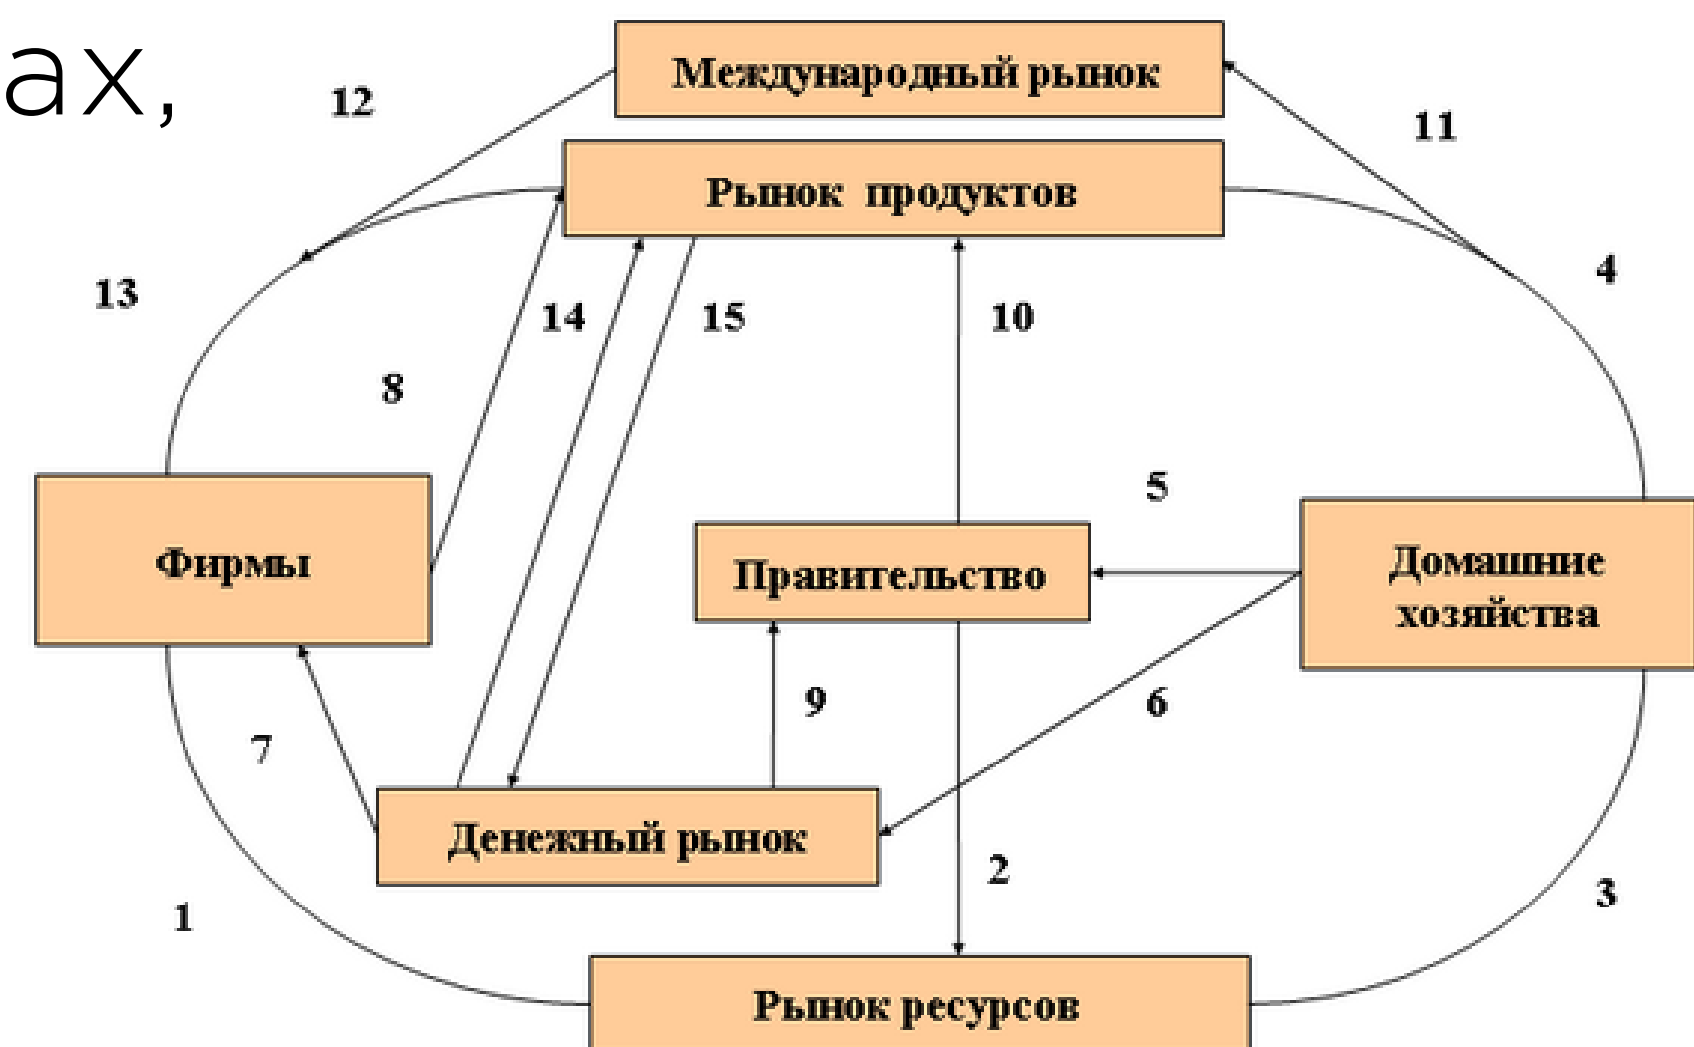 ах,
Международный рынок
12
11
Рынок продуктов
4
13
14
15
10
8
5
Фирмы
Правительство
Домашние
хозяйства
9
6
7
Денежный рынок
2
3
1
Рынок ресурсов